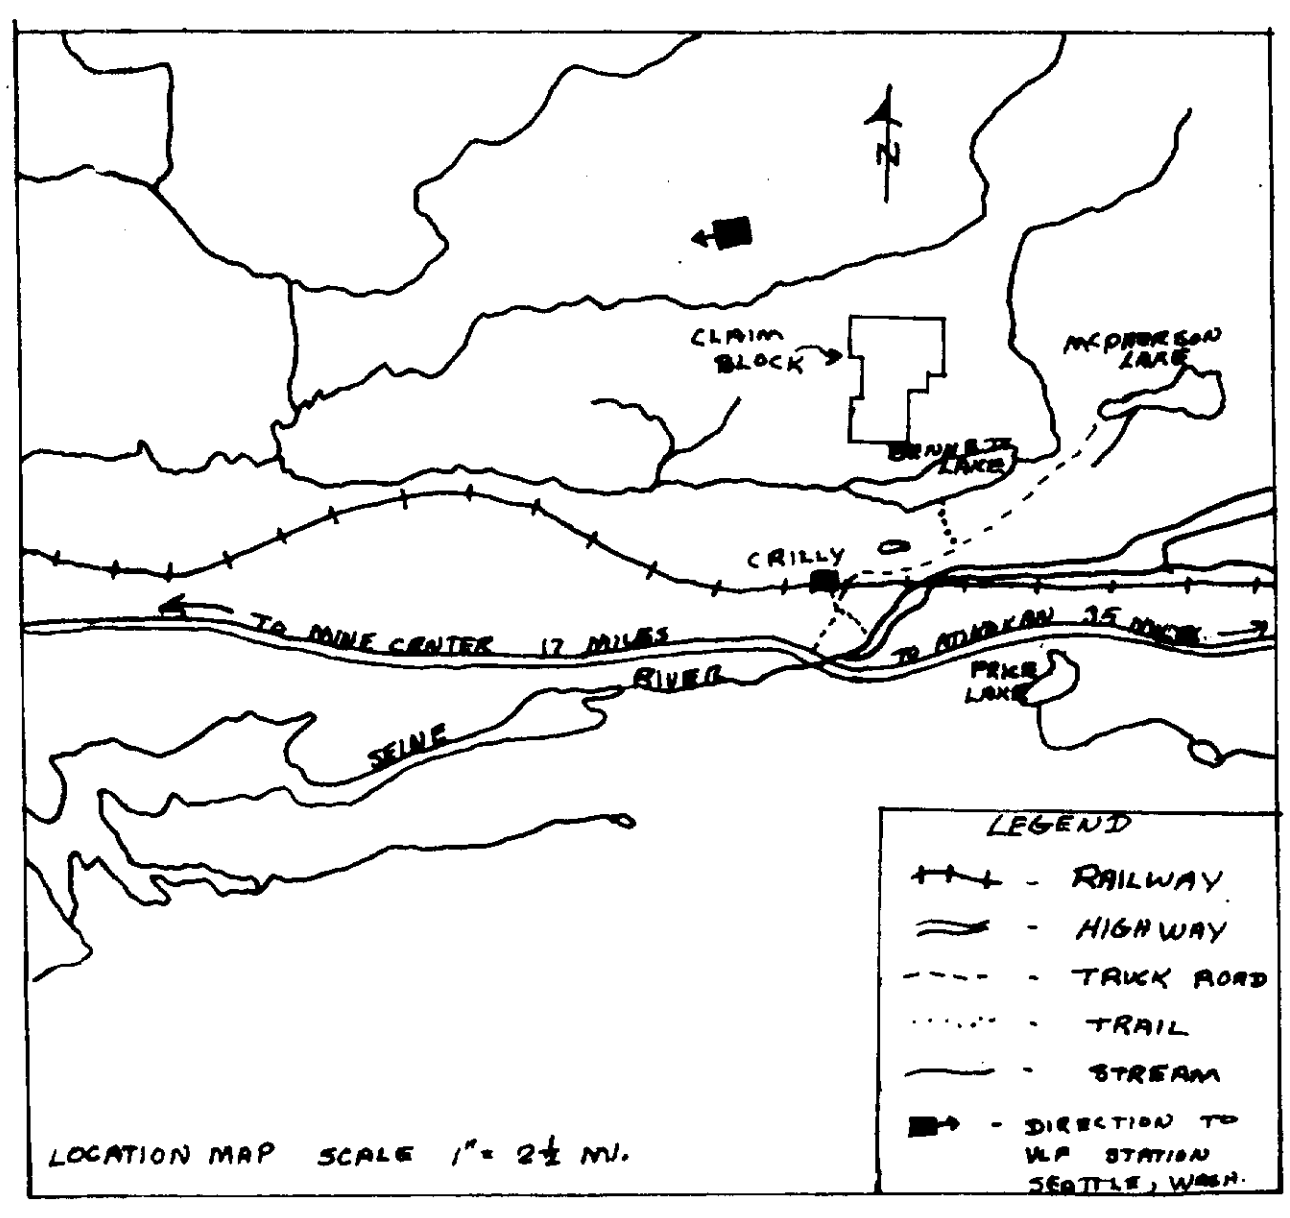 N
CLAIM
BLOCK
MCPHERSON
LAKE
BENNETT
LAKE
CRILLY
TO MINE CENTER 17 MILES
TO ATIKOKAN 35 MILES
RIVER
SEINE
PRICE
LAKE
LEGEND
- RAILWAY
- HIGHWAY
- TRUCK ROAD
- TRAIL
- STREAM
- DIRECTION TO
VLF STATION
SEATTLE, WASH.
LOCATION MAP SCALE 1" = 2½ MI.